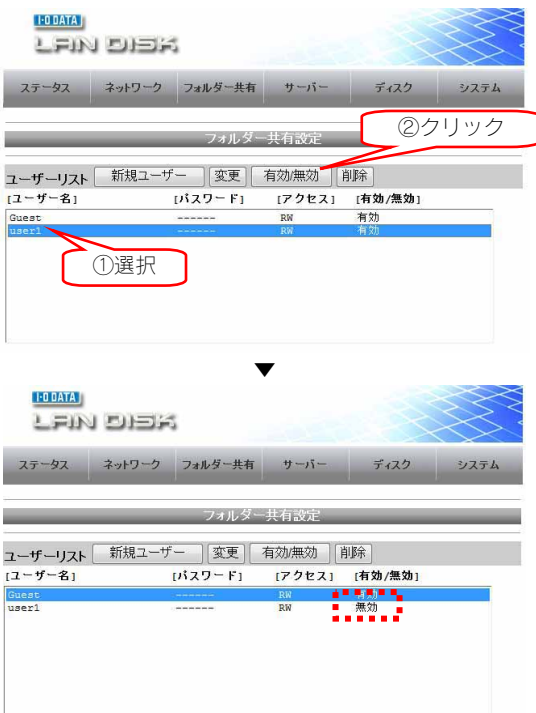 I-O DATA
LAN DISK
ステータス ネットワーク フォルダー共有 サーバー ディスク システム
②クリック
フォルダー共有設定
ユーザーリスト 新規ユーザー 変更 有効/無効 削除
[ユーザー名] [パスワード] [アクセス] [有効/無効]
Guest ------ RW 有効
user1 ------ RW 有効
①選択
▼
I-O DATA
LAN DISK
ステータス ネットワーク フォルダー共有 サーバー ディスク システム
フォルダー共有設定
ユーザーリスト 新規ユーザー 変更 有効/無効 削除
[ユーザー名] [パスワード] [アクセス] [有効/無効]
Guest ------ RW 有効
user1 ------ RW 無効